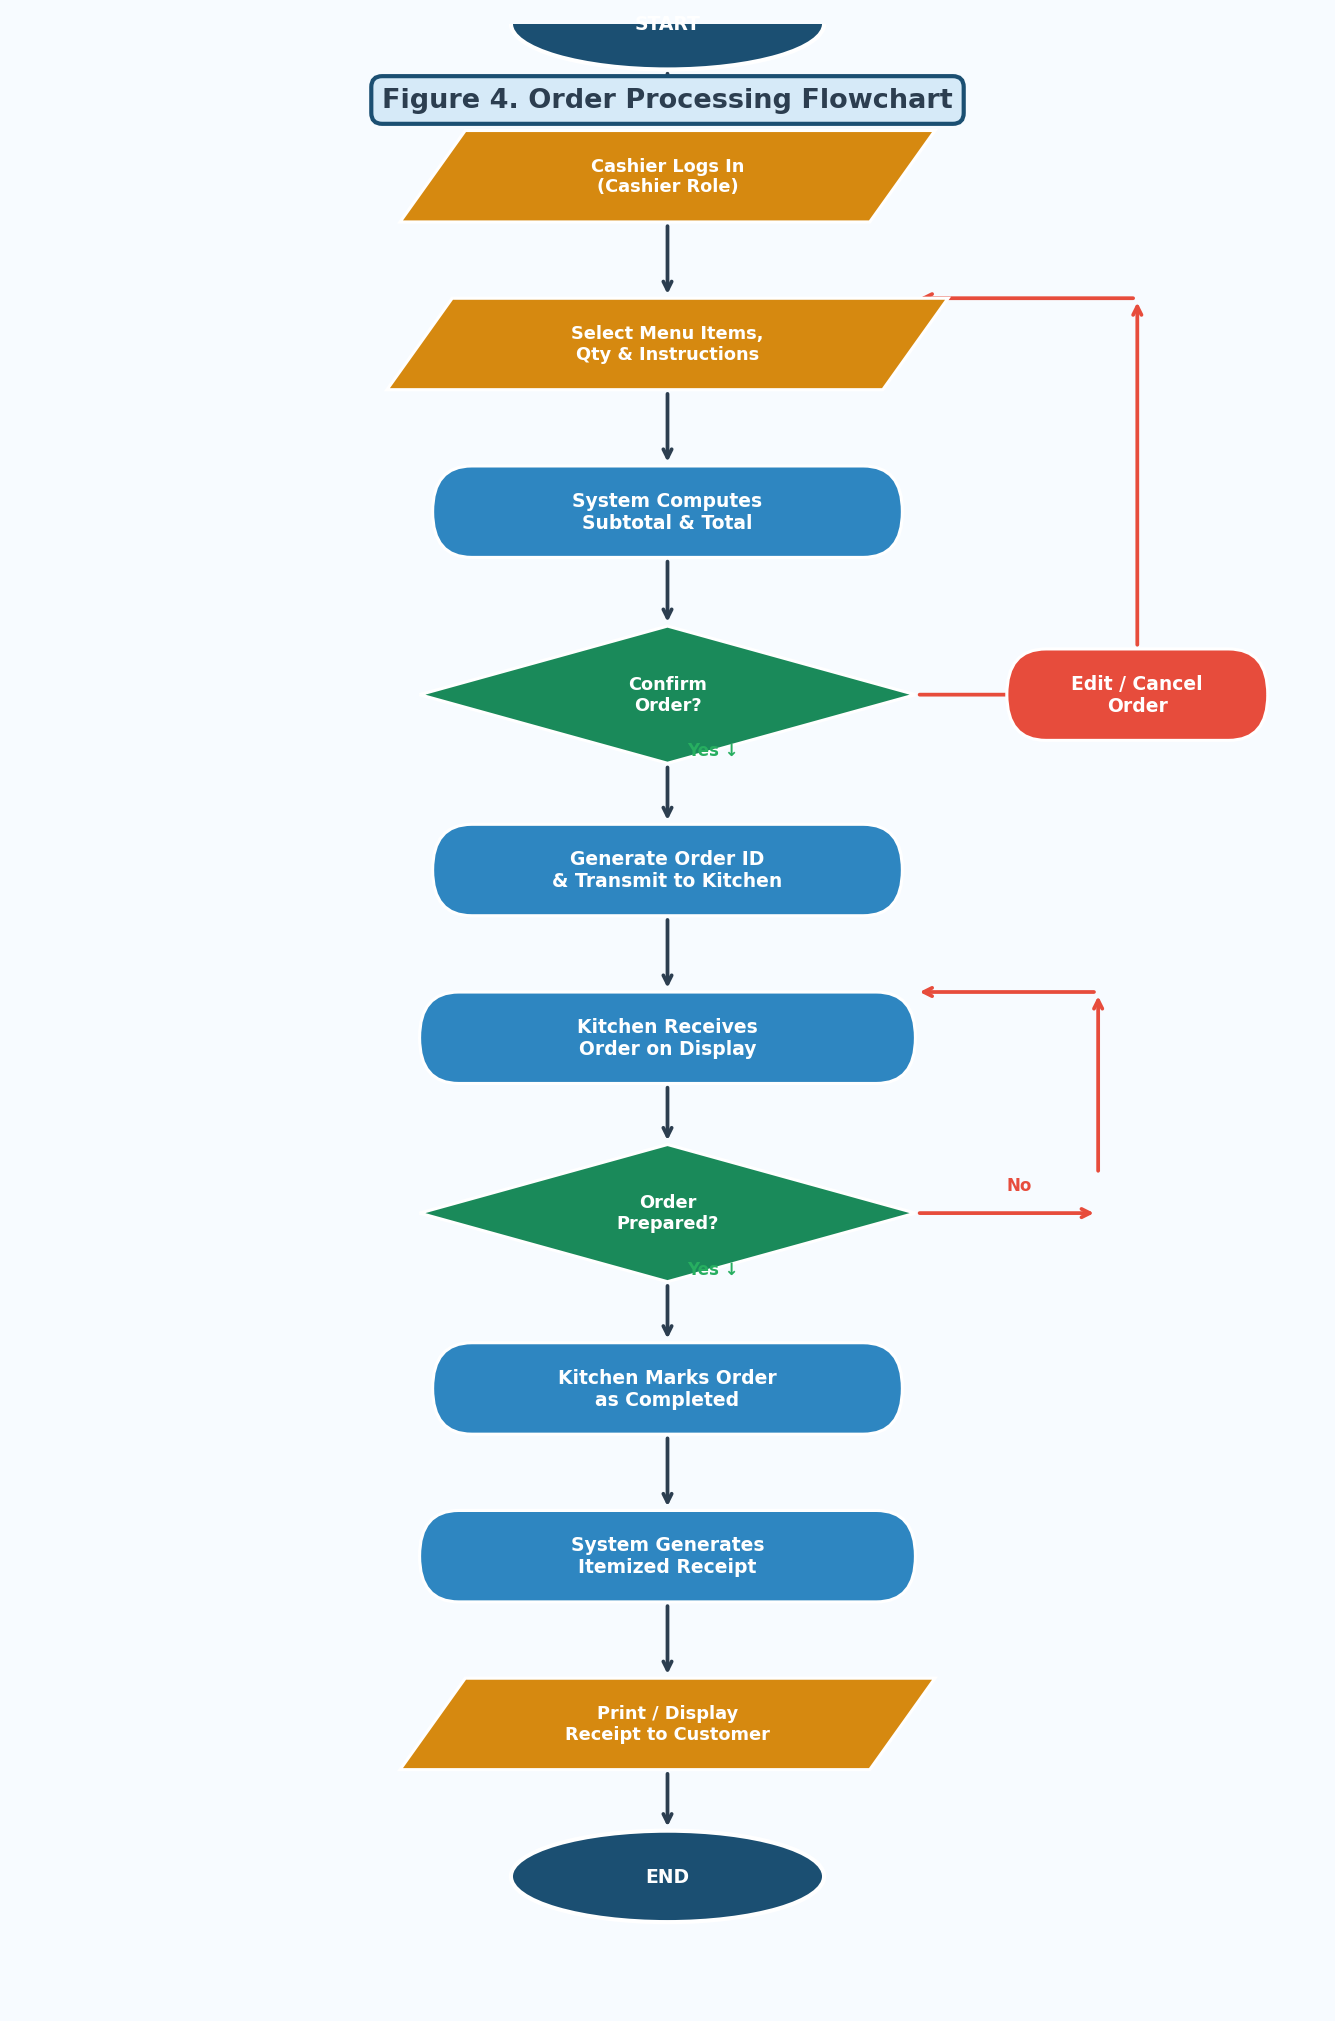 START
Figure 4. Order Processing Flowchart
Cashier Logs In
(Cashier Role)
Select Menu Items,
Qty & Instructions
System Computes
Subtotal & Total
Confirm
Order?
Edit / Cancel
Order
Yes ↓
Generate Order ID
& Transmit to Kitchen
Kitchen Receives
Order on Display
No
Order
Prepared?
Yes ↓
Kitchen Marks Order
as Completed
System Generates
Itemized Receipt
Print / Display
Receipt to Customer
END